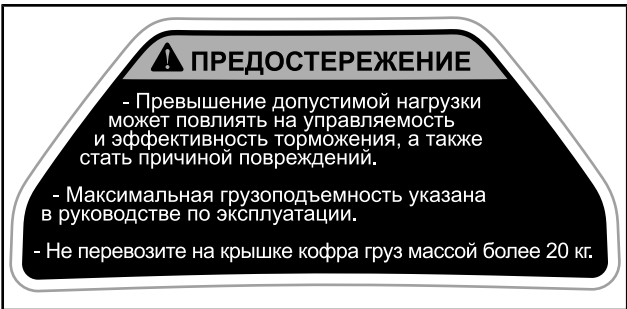 ПРЕДОСТЕРЕЖЕНИЕ
- Превышение допустимой нагрузки
может повлиять на управляемость
и эффективность торможения, а также
стать причиной повреждений.
- Максимальная грузоподъемность указана
в руководстве по эксплуатации.
- Не перевозите на крышке кофра груз массой более 20 кг.